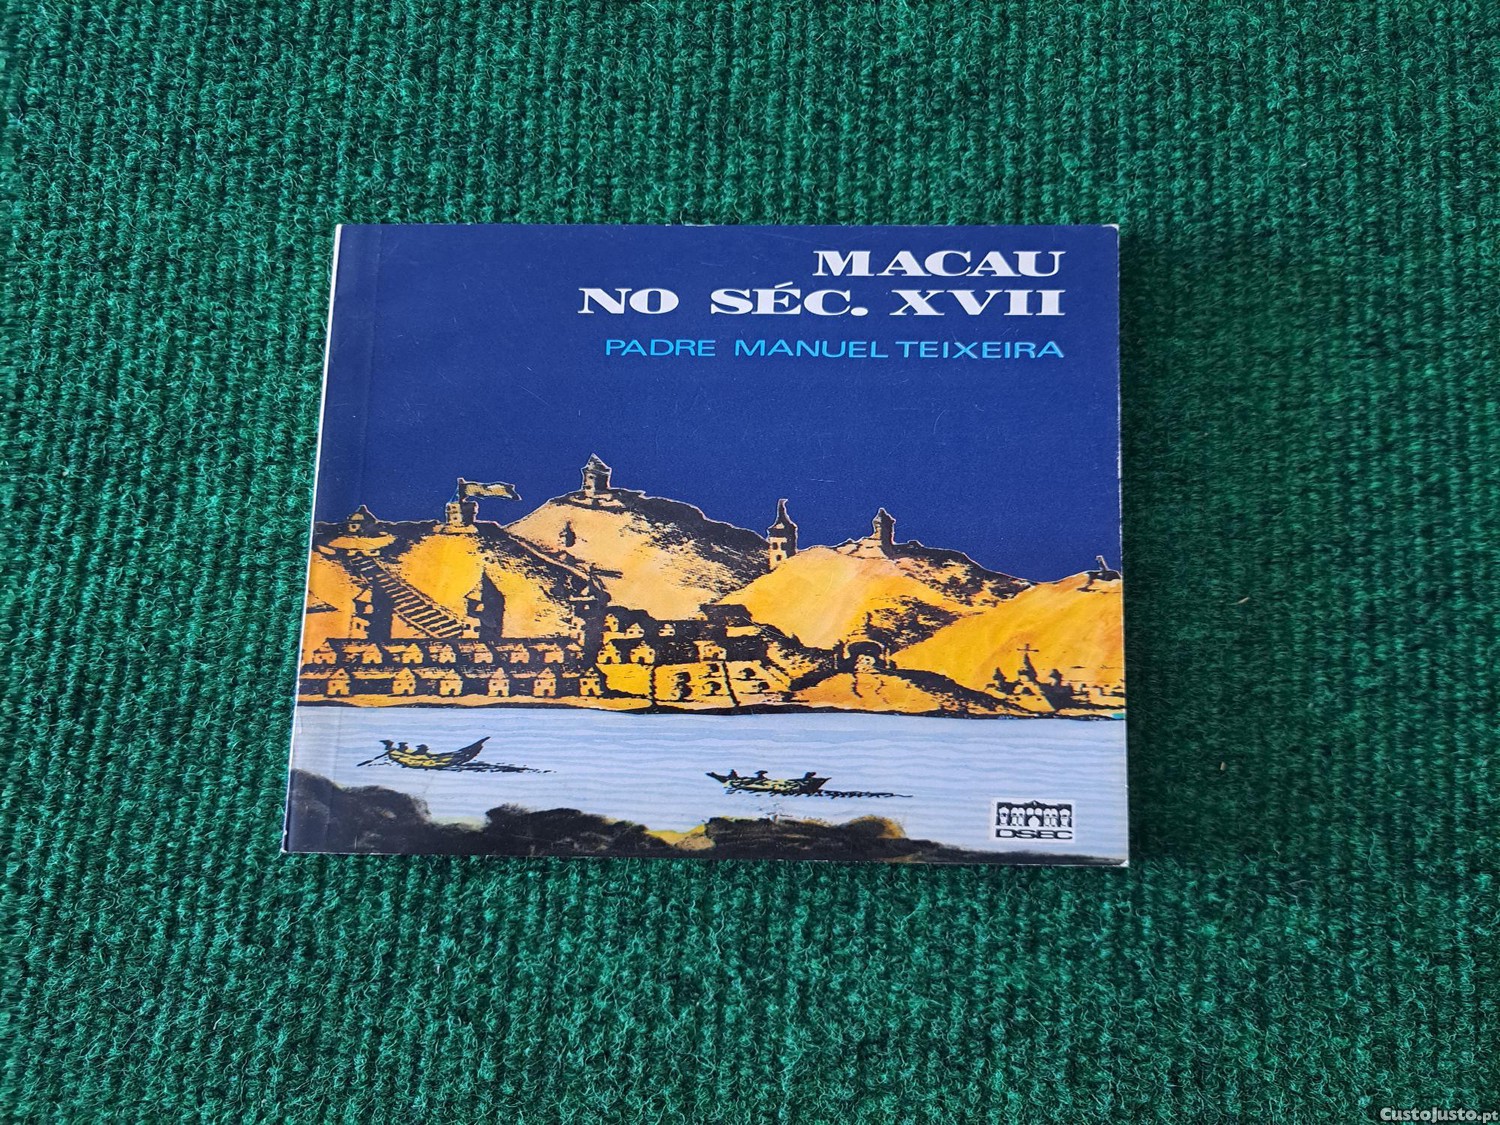 MACAU
NO SÉC. XVII
PADRE MANUEL TEIXEIRA
DSEC
CustoJusto.pt